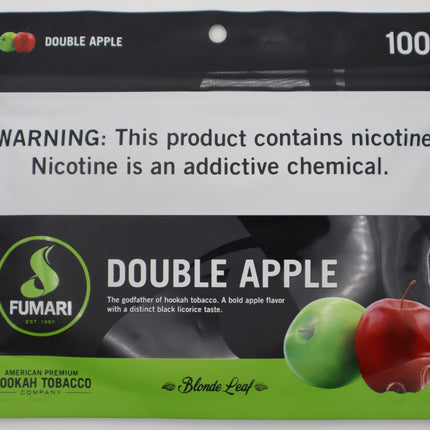 DOUBLE APPLE
100
WARNING: This product contains nicotine
Nicotine is an addictive chemical.
DOUBLE APPLE
The godfather of hookah tobacco. A bold apple flavor
with a distinct black licorice taste.
FUMARI
EST. 1997
AMERICAN PREMIUM
OOKAH TOBACCO
COMPANY
Blonde Leaf